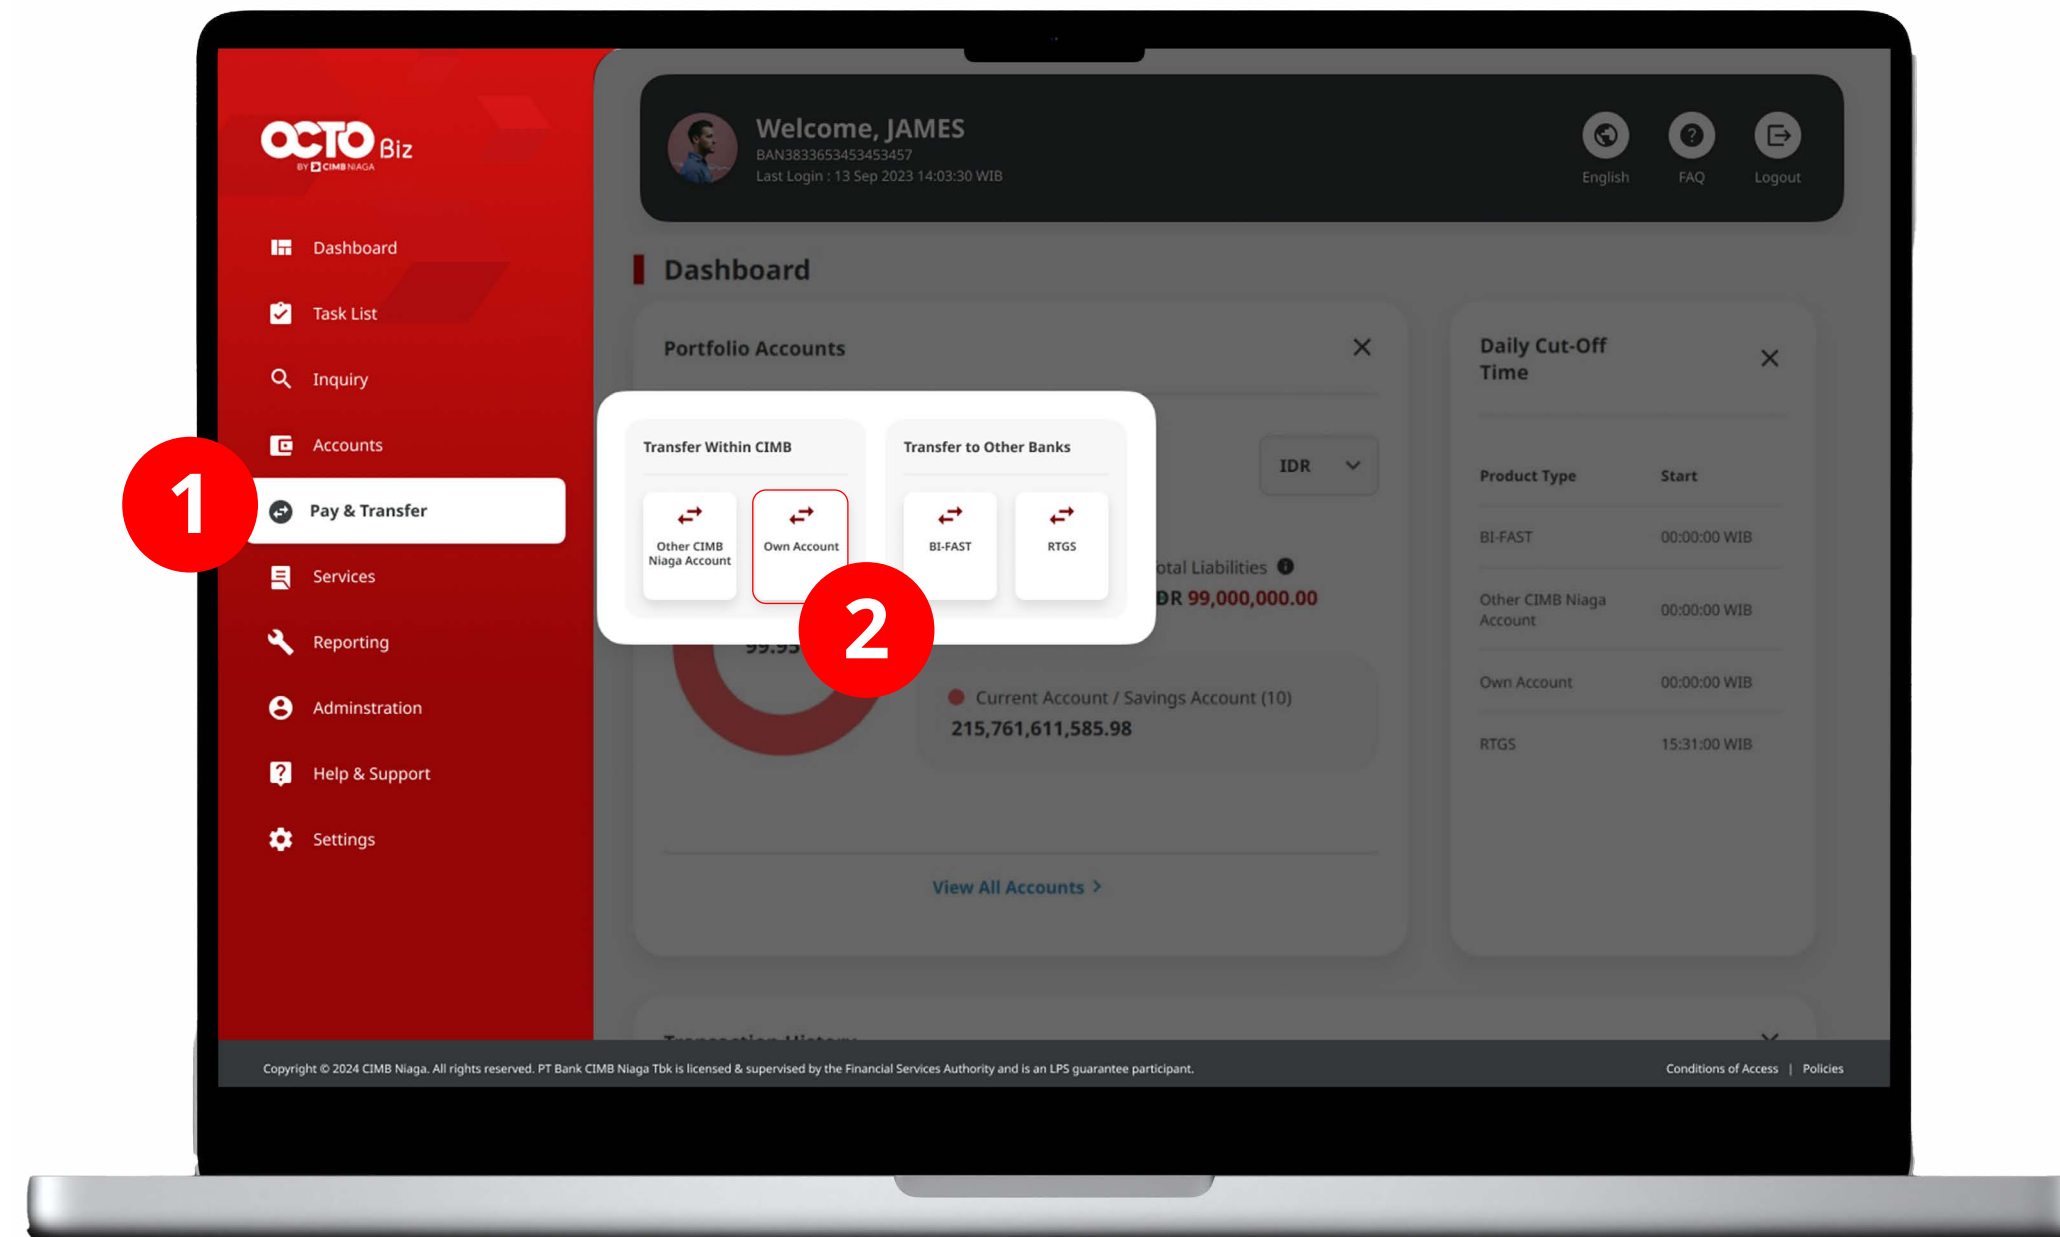 OCTO Biz
BY CIMB NIAGA
Dashboard
Task List
Inquiry
Accounts
1
Pay & Transfer
Services
Reporting
Adminstration
Help & Support
Settings
Welcome, JAMES
BAN3833653453453457
Last Login : 13 Sep 2023 14:03:30 WIB
English
FAQ
Logout
Dashboard
Portfolio Accounts
IDR
Transfer Within CIMB
Other CIMB
Niaga Account
Own Account
Transfer to Other Banks
BI-FAST
RTGS
2
otal Liabilities
DR 99,000,000.00
99.95
Current Account / Savings Account (10)
215,761,611,585.98
View All Accounts
Daily Cut-Off
Time
Product Type Start
BI-FAST 00:00:00 WIB
Other CIMB Niaga
Account 00:00:00 WIB
Own Account 00:00:00 WIB
RTGS 15:31:00 WIB
Transaction History
Copyright © 2024 CIMB Niaga. All rights reserved. PT Bank CIMB Niaga Tbk is licensed & supervised by the Financial Services Authority and is an LPS guarantee participant.
Conditions of Access | Policies